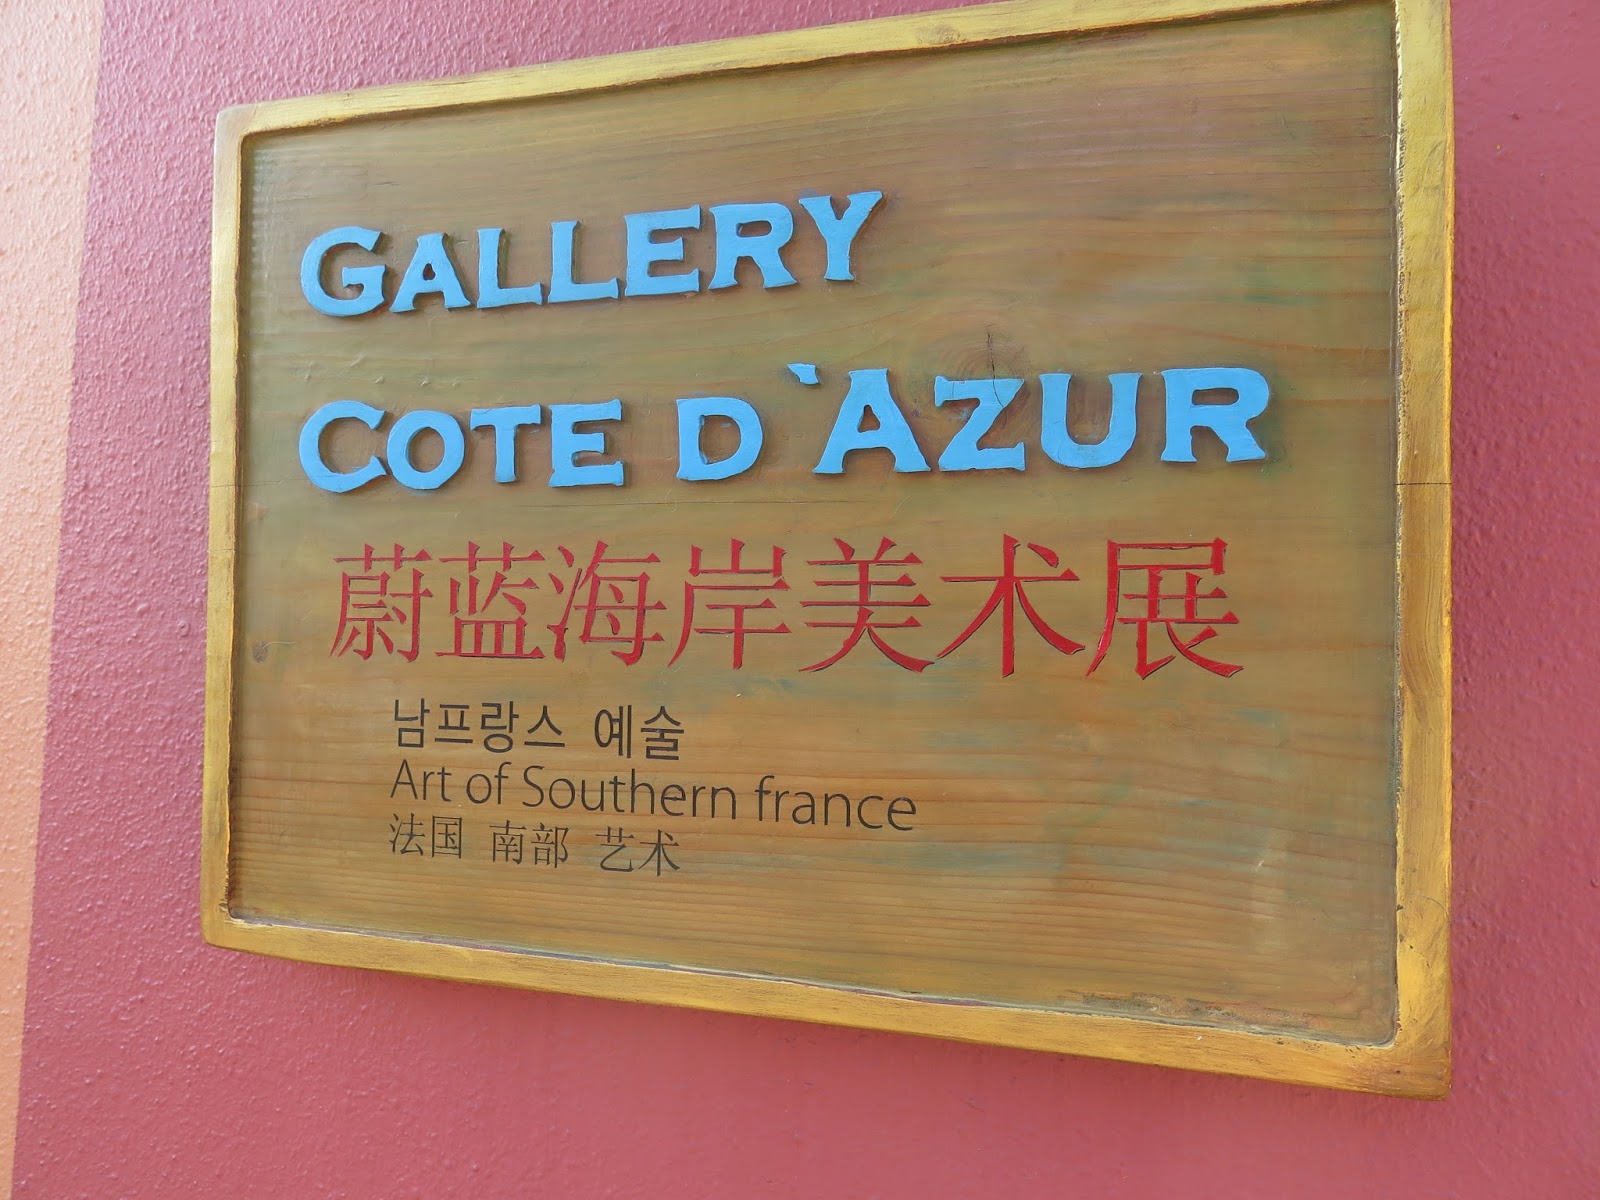 GALLERY
COTE D`AZUR
蔚蓝海岸美术展
남프랑스 예술
Art of Southern france
法国 南部 艺术